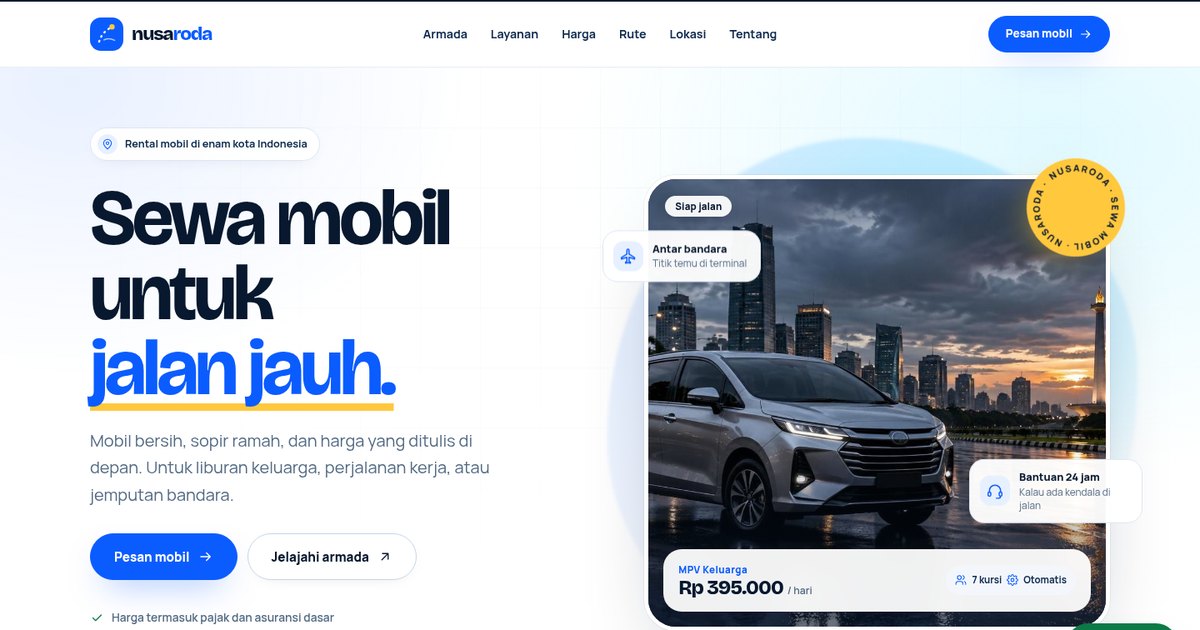 nusaroda
Armada
Layanan
Harga
Rute
Lokasi
Tentang
Pesan mobil
Rental mobil di enam kota Indonesia
Sewa mobil
untuk
jalan jauh.
Mobil bersih, sopir ramah, dan harga yang ditulis di
depan. Untuk liburan keluarga, perjalanan kerja, atau
jemputan bandara.
Pesan mobil
Jelajahi armada
Harga termasuk pajak dan asuransi dasar
Siap jalan
Antar bandara
Titik temu di terminal
NUSARODA · SEWA MOBIL · NUSARODA ·
Bantuan 24 jam
Kalau ada kendala di
jalan
MPV Keluarga
Rp 395.000 / hari
7 kursi
Otomatis